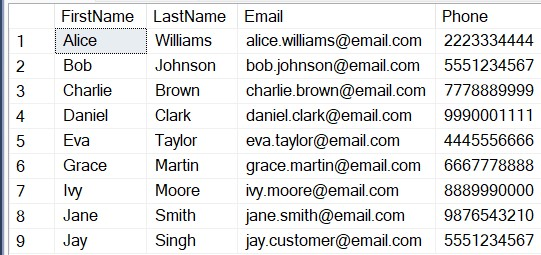 FirstName LastName Email Phone
1 Alice Williams alice.williams@email.com 2223334444
2 Bob Johnson bob.johnson@email.com 5551234567
3 Charlie Brown charlie.brown@email.com 7778889999
4 Daniel Clark daniel.clark@email.com 9990001111
5 Eva Taylor eva.taylor@email.com 4445556666
6 Grace Martin grace.martin@email.com 6667778888
7 Ivy Moore ivy.moore@email.com 8889990000
8 Jane Smith jane.smith@email.com 9876543210
9 Jay Singh jay.customer@email.com 5551234567